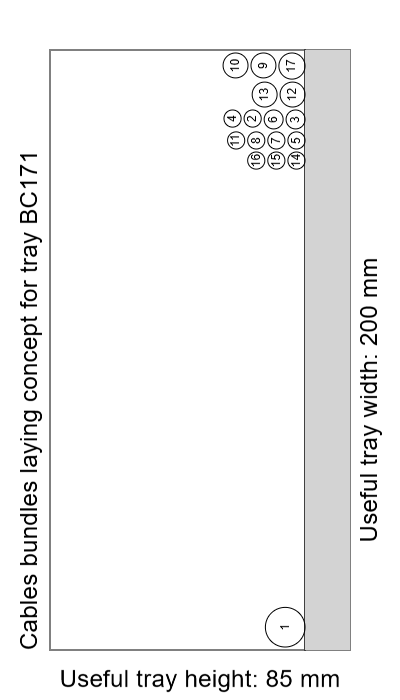 Cables bundles laying concept for tray BC171
10 9 17
13 12
4 2 6 3
11 8 7 5
16 15 14
1
Useful tray width: 200 mm
Useful tray height: 85 mm